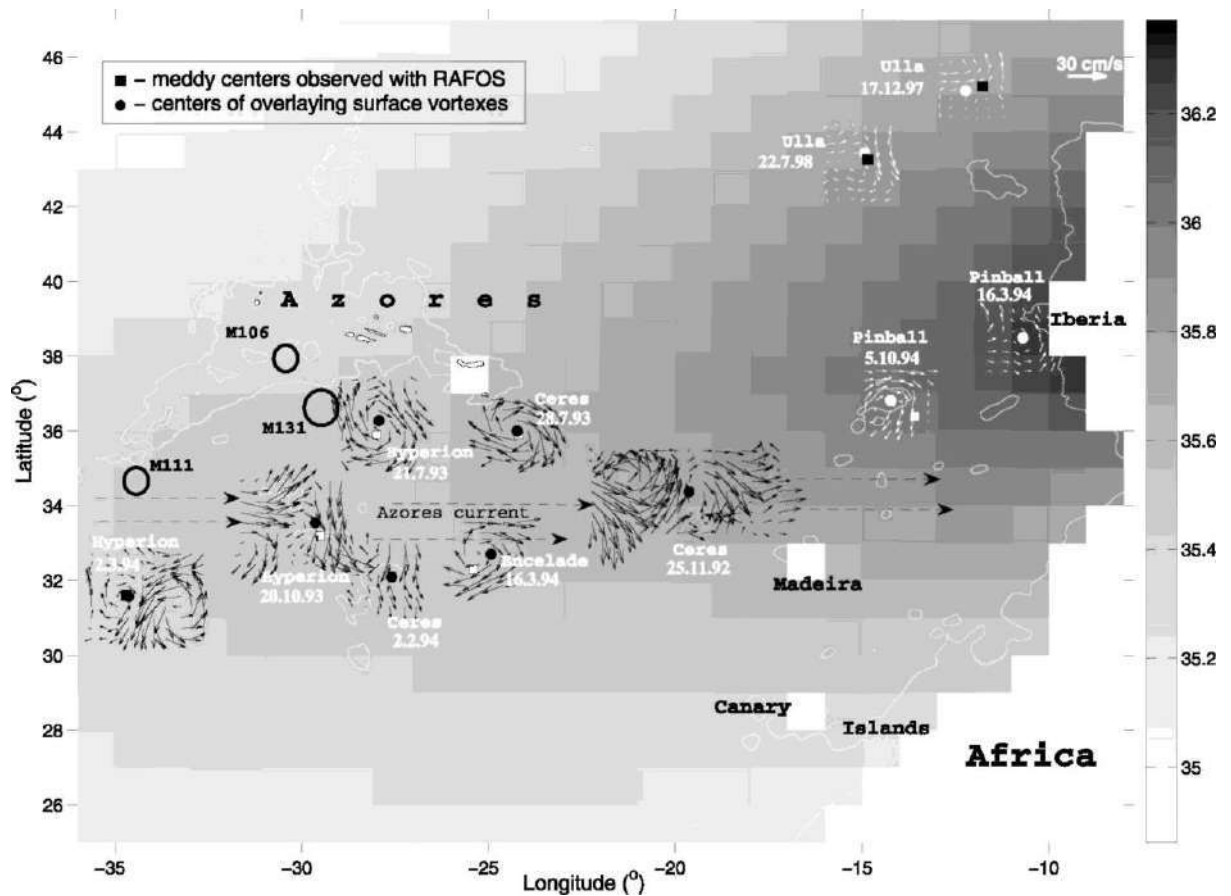 46
44
42
40
38
36
34
32
30
28
26
Latitude (°)
■ – meddy centers observed with RAFOS
● – centers of overlaying surface vortexes
Ulla
17.12.97
30 cm/s
Ulla
22.7.98
Azores
M106
M131
M111
Pinball
16.3.94
Iberia
Pinball
5.10.94
Ceres
28.7.93
Hyperion
21.7.93
Azores current
Hyperion
2.3.94
Hyperion
20.10.93
Encelade
16.3.94
Ceres
25.11.92
Ceres
2.2.94
Madeira
Canary
Islands
Africa
−35
−30
−25
−20
−15
−10
Longitude (°)
36.2
36
35.8
35.6
35.4
35.2
35